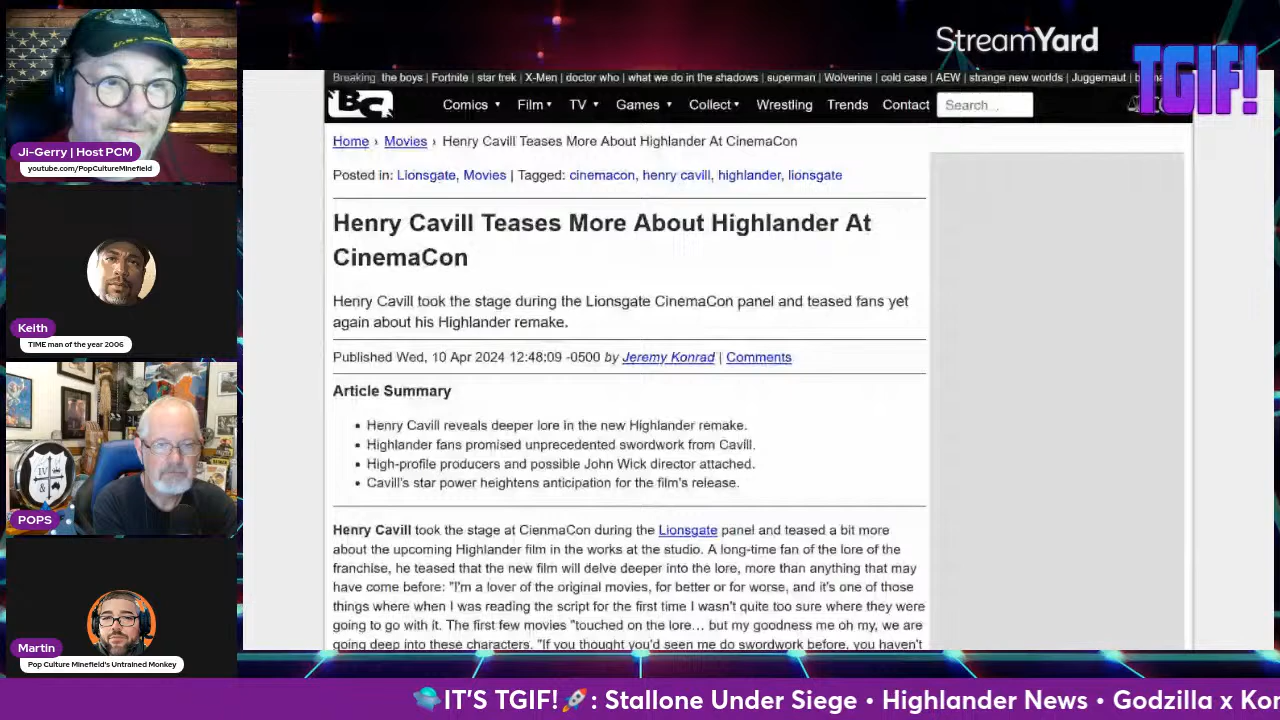 StreamYard
TGIF!
Breaking: the boys | Fortnite | star trek | X-Men | doctor who | what we do in the shadows | superman | Wolverine | cold case | AEW | strange new worlds | Juggernaut |
BC
Comics Film TV Games Collect Wrestling Trends Contact Search...
Home › Movies › Henry Cavill Teases More About Highlander At CinemaCon
Posted in: Lionsgate, Movies | Tagged: cinemacon, henry cavill, highlander, lionsgate
Henry Cavill Teases More About Highlander At
CinemaCon
Henry Cavill took the stage during the Lionsgate CinemaCon panel and teased fans yet
again about his Highlander remake.
Published Wed, 10 Apr 2024 12:48:09 -0500 by Jeremy Konrad | Comments
Article Summary
• Henry Cavill reveals deeper lore in the new Highlander remake.
• Highlander fans promised unprecedented swordwork from Cavill.
• High-profile producers and possible John Wick director attached.
• Cavill's star power heightens anticipation for the film's release.
Henry Cavill took the stage at CienmaCon during the Lionsgate panel and teased a bit more
about the upcoming Highlander film in the works at the studio. A long-time fan of the lore of the
franchise, he teased that the new film will delve deeper into the lore, more than anything that may
have come before: "I'm a lover of the original movies, for better or for worse, and it's one of those
things where when I was reading the script for the first time I wasn't quite too sure where they were
going to go with it. The first few movies "touched on the lore... but my goodness me oh my, we are
going deep into these characters. "If you thought you'd seen me do swordwork before, you haven't
JI-Gerry | Host PCM
youtube.com/PopCultureMinefield
Keith
TIME man of the year 2006
IV
&
POPS
Martin
Pop Culture Minefield's Untrained Monkey
🛸IT'S TGIF!🚀: Stallone Under Siege • Highlander News • Godzilla x Ko